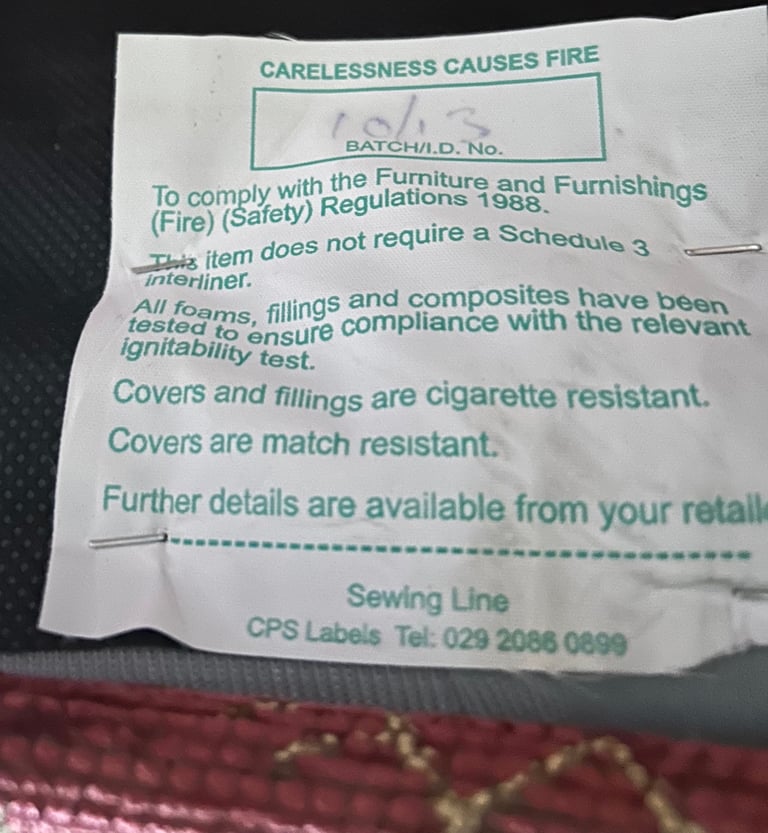 CARELESSNESS CAUSES FIRE
10/13
BATCH/I.D. No.
To comply with the Furniture and Furnishings
(Fire) (Safety) Regulations 1988.
This item does not require a Schedule 3
interliner.
All foams, fillings and composites have been
tested to ensure compliance with the relevant
ignitability test.
Covers and fillings are cigarette resistant.
Covers are match resistant.
Further details are available from your
Sewing Line
CPS Labels Tel: 029 2086 0899